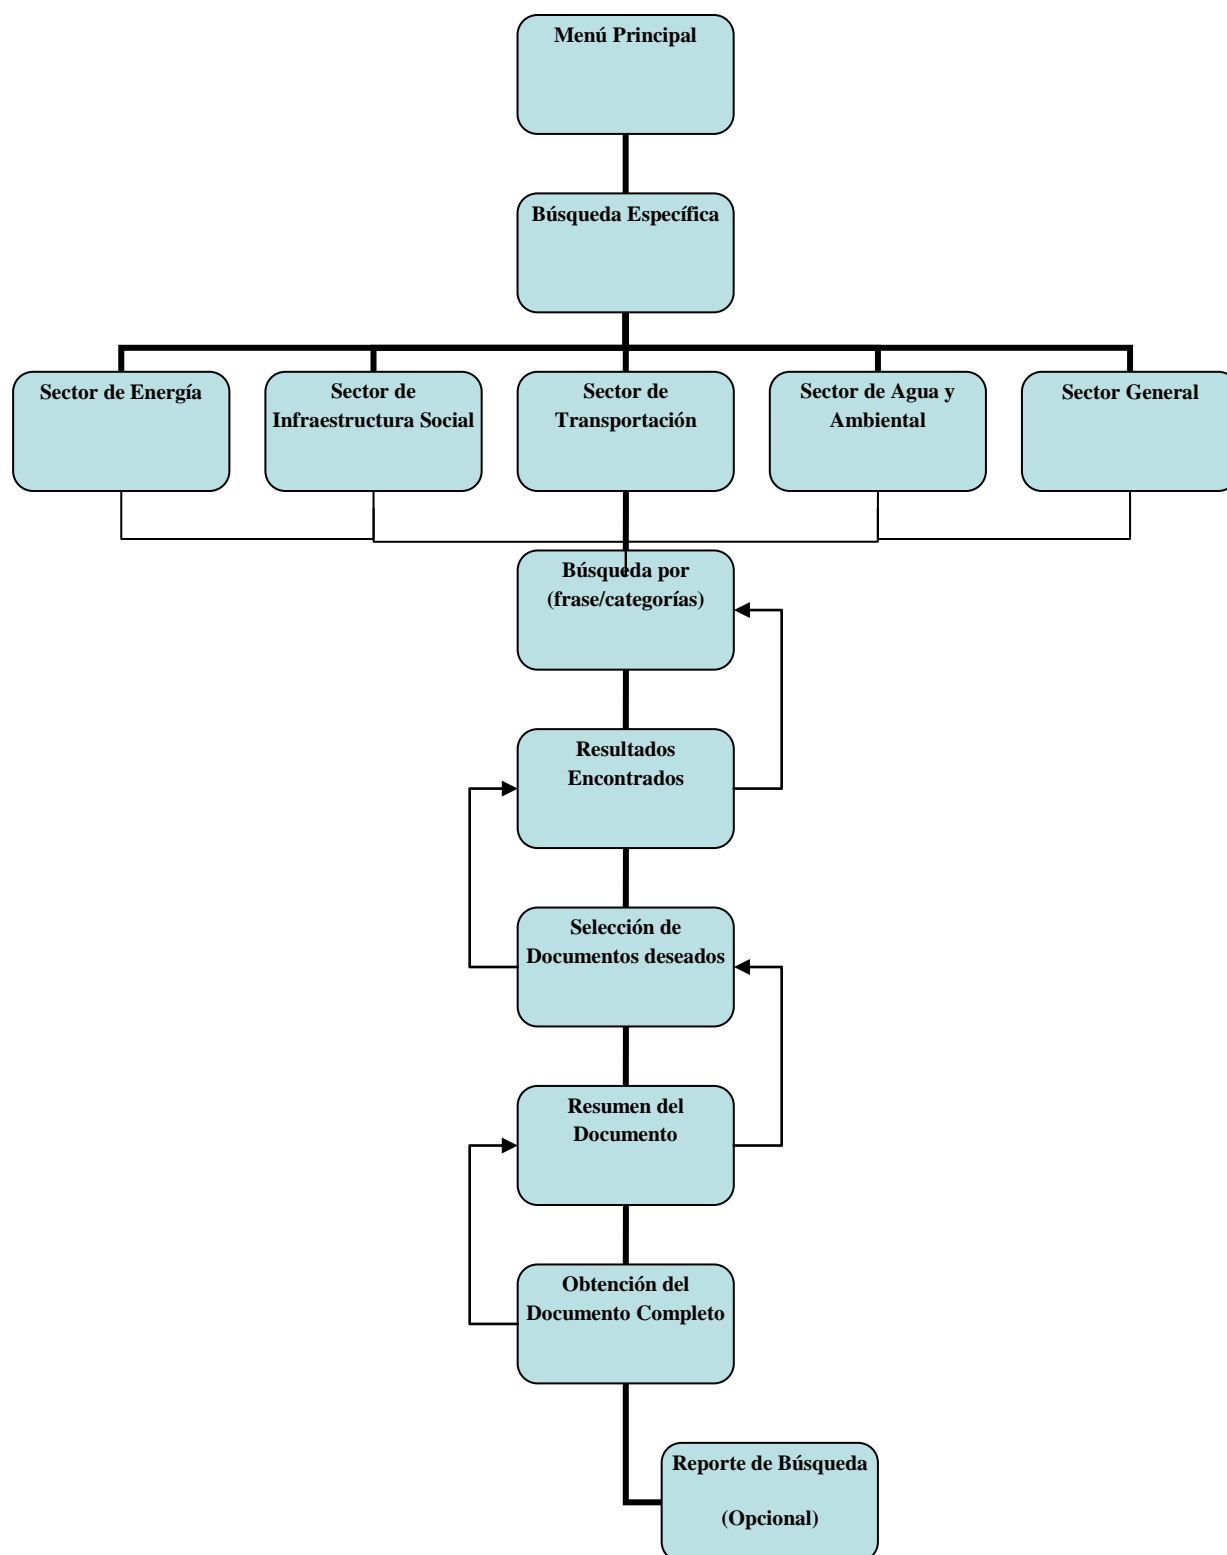 Menú Principal
Búsqueda Específica
Sector de Energía
Sector de
Infraestructura Social
Sector de
Transportación
Sector de Agua y
Ambiental
Sector General
Búsqueda por
(frase/categorías)
Resultados
Encontrados
Selección de
Documentos deseados
Resumen del
Documento
Obtención del
Documento Completo
Reporte de Búsqueda
(Opcional)